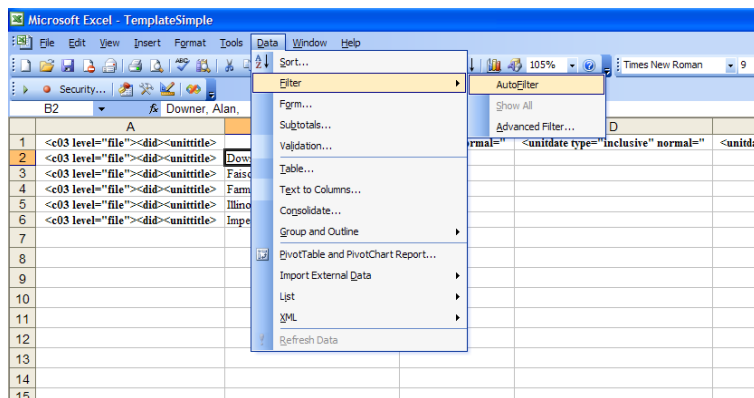 Microsoft Excel - TemplateSimple
File Edit View Insert Format Tools Data Window Help
105% Times New Roman 9
Security...
B2 fx Downer, Alan,
Sort...
Filter
Form...
Subtotals...
Validation...
Table...
Text to Columns...
Consolidate...
Group and Outline
PivotTable and PivotChart Report...
Import External Data
List
XML
Refresh Data
AutoFilter
Show All
Advanced Filter...
A D
1 <c03 level="file"><did><unittitle> normal=" <unitdate type="inclusive" normal=" <unitda
2 <c03 level="file"><did><unittitle>
3 <c03 level="file"><did><unittitle> Faiso
4 <c03 level="file"><did><unittitle> Farm
5 <c03 level="file"><did><unittitle> Illino
6 <c03 level="file"><did><unittitle> Impe
7
8
9
10
11
12
13
14
15